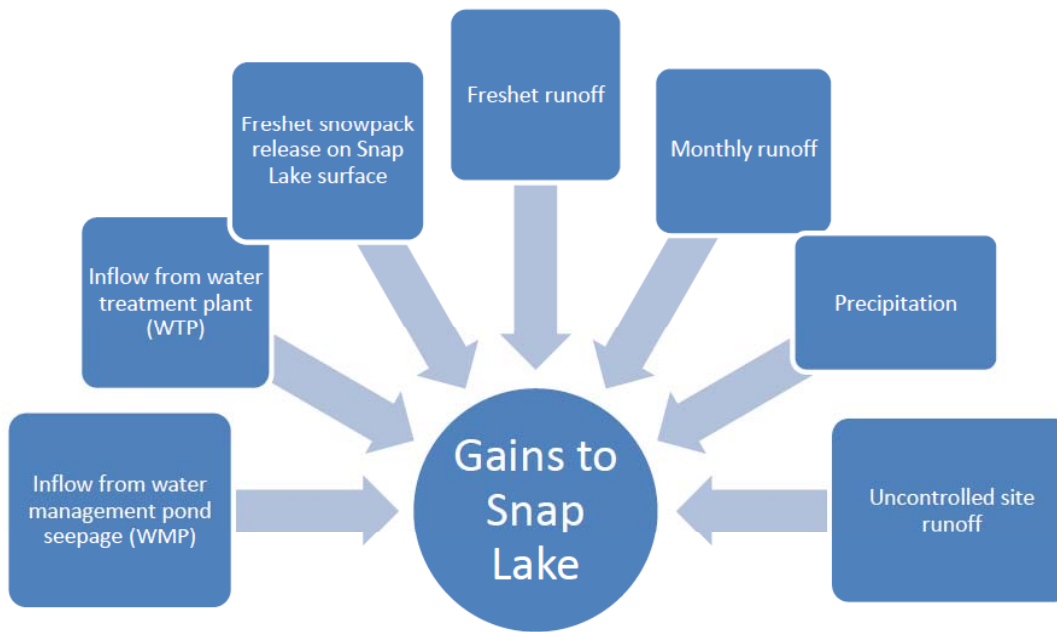 Freshet runoff
Freshet snowpack
release on Snap
Lake surface
Monthly runoff
Inflow from water
treatment plant
(WTP)
Precipitation
Gains to
Snap
Lake
Inflow from water
management pond
seepage (WMP)
Uncontrolled site
runoff